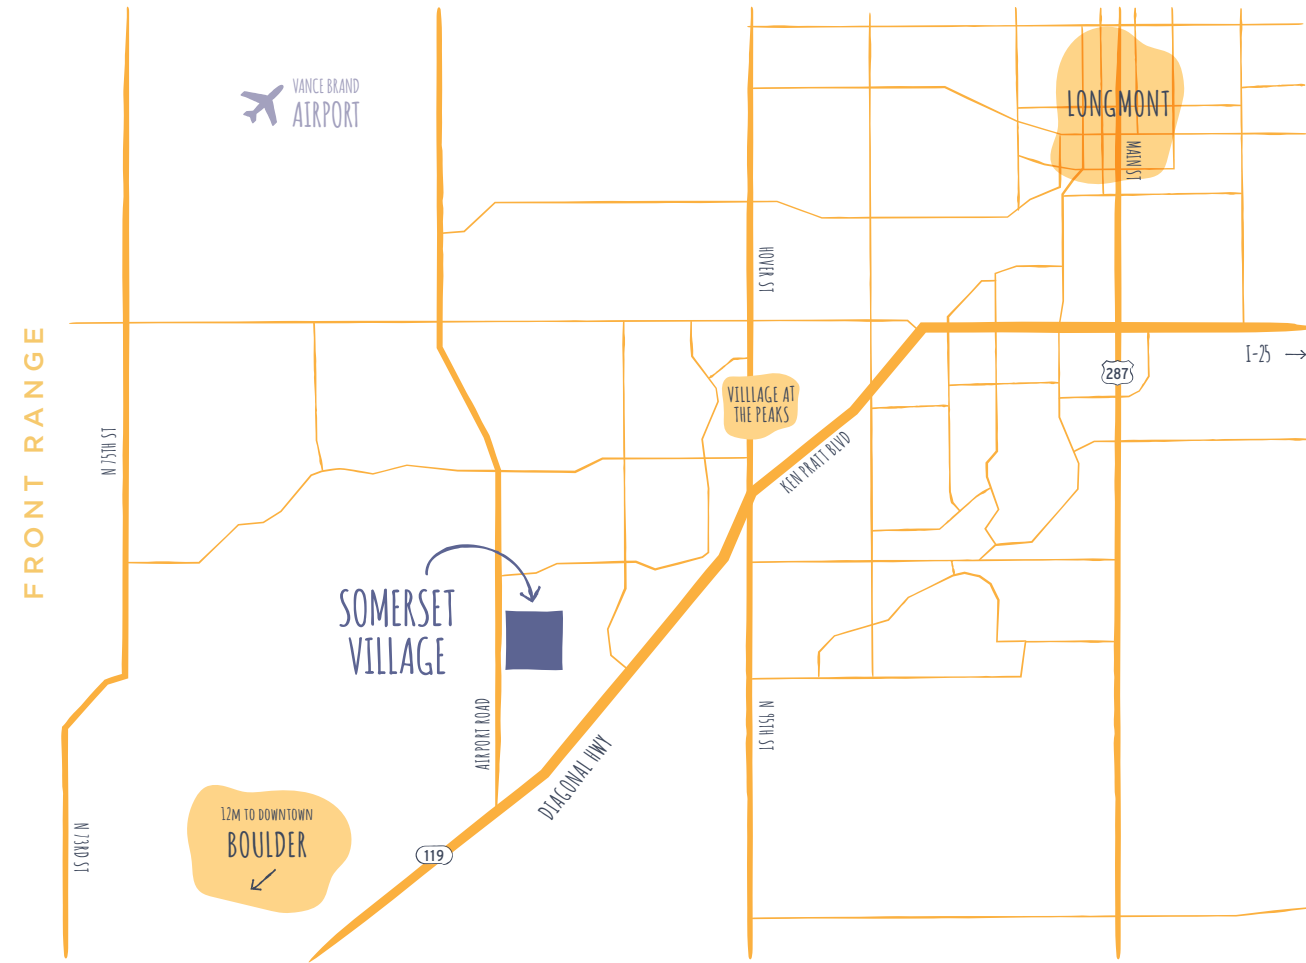 VANCE BRAND
AIRPORT
LONGMONT
MAIN ST
HOVER ST
FRONT RANGE
I-25 →
287
VILLLAGE AT
THE PEAKS
N 75TH ST
KEN PRATT BLVD
SOMERSET
VILLAGE
AIRPORT ROAD
N 95TH ST
DIAGONAL HWY
12M TO DOWNTOWN
BOULDER
N 73RD ST
119